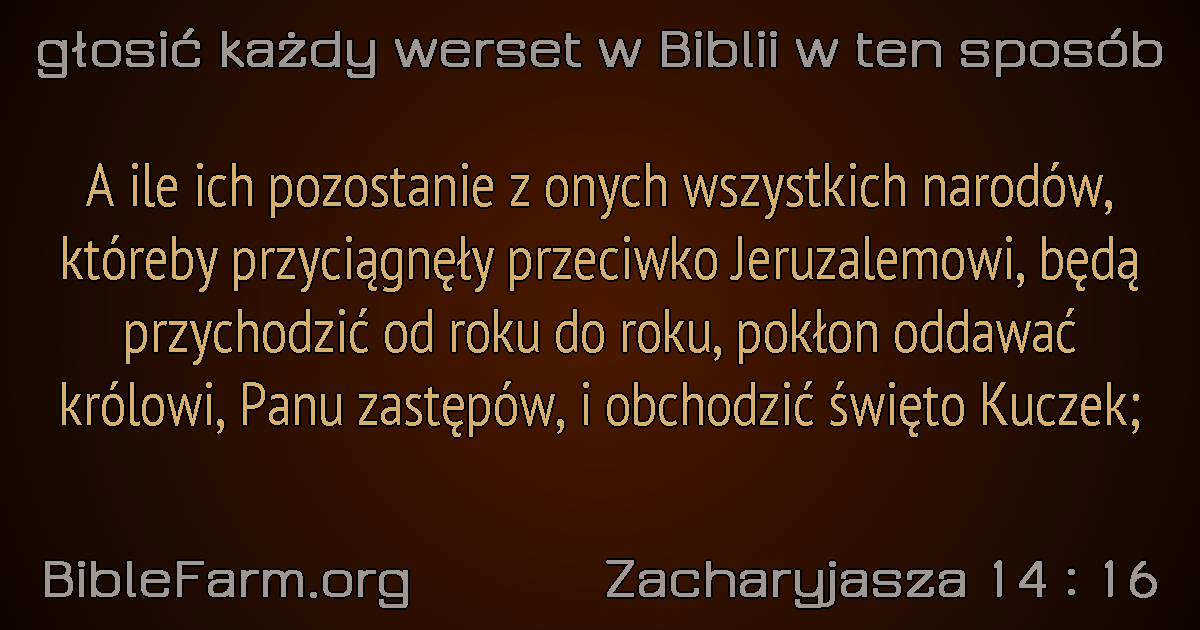 głosić każdy werset w Biblii w ten sposób
A ile ich pozostanie z onych wszystkich narodów,
któreby przyciągnęły przeciwko Jeruzalemowi, będą
przychodzić od roku do roku, pokłon oddawać
królowi, Panu zastępów, i obchodzić święto Kuczek;
BibleFarm.org
Zacharyjasza 14 : 16